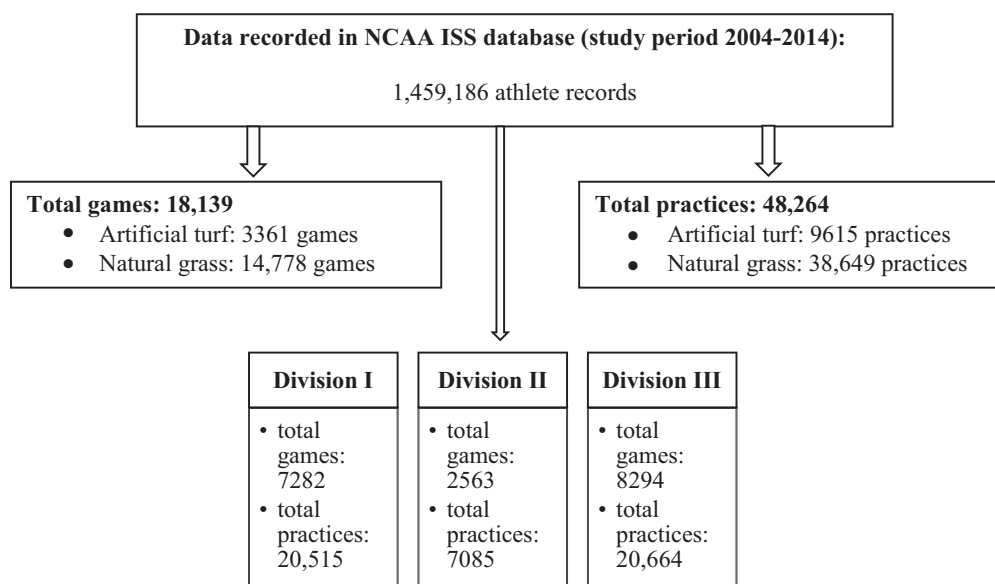 Data recorded in NCAA ISS database (study period 2004-2014):
1,459,186 athlete records
Total games: 18,139
• Artificial turf: 3361 games
• Natural grass: 14,778 games
Total practices: 48,264
• Artificial turf: 9615 practices
• Natural grass: 38,649 practices
Division I
• total
games:
7282
• total
practices:
20,515
Division II
• total
games:
2563
• total
practices:
7085
Division III
• total
games:
8294
• total
practices:
20,664